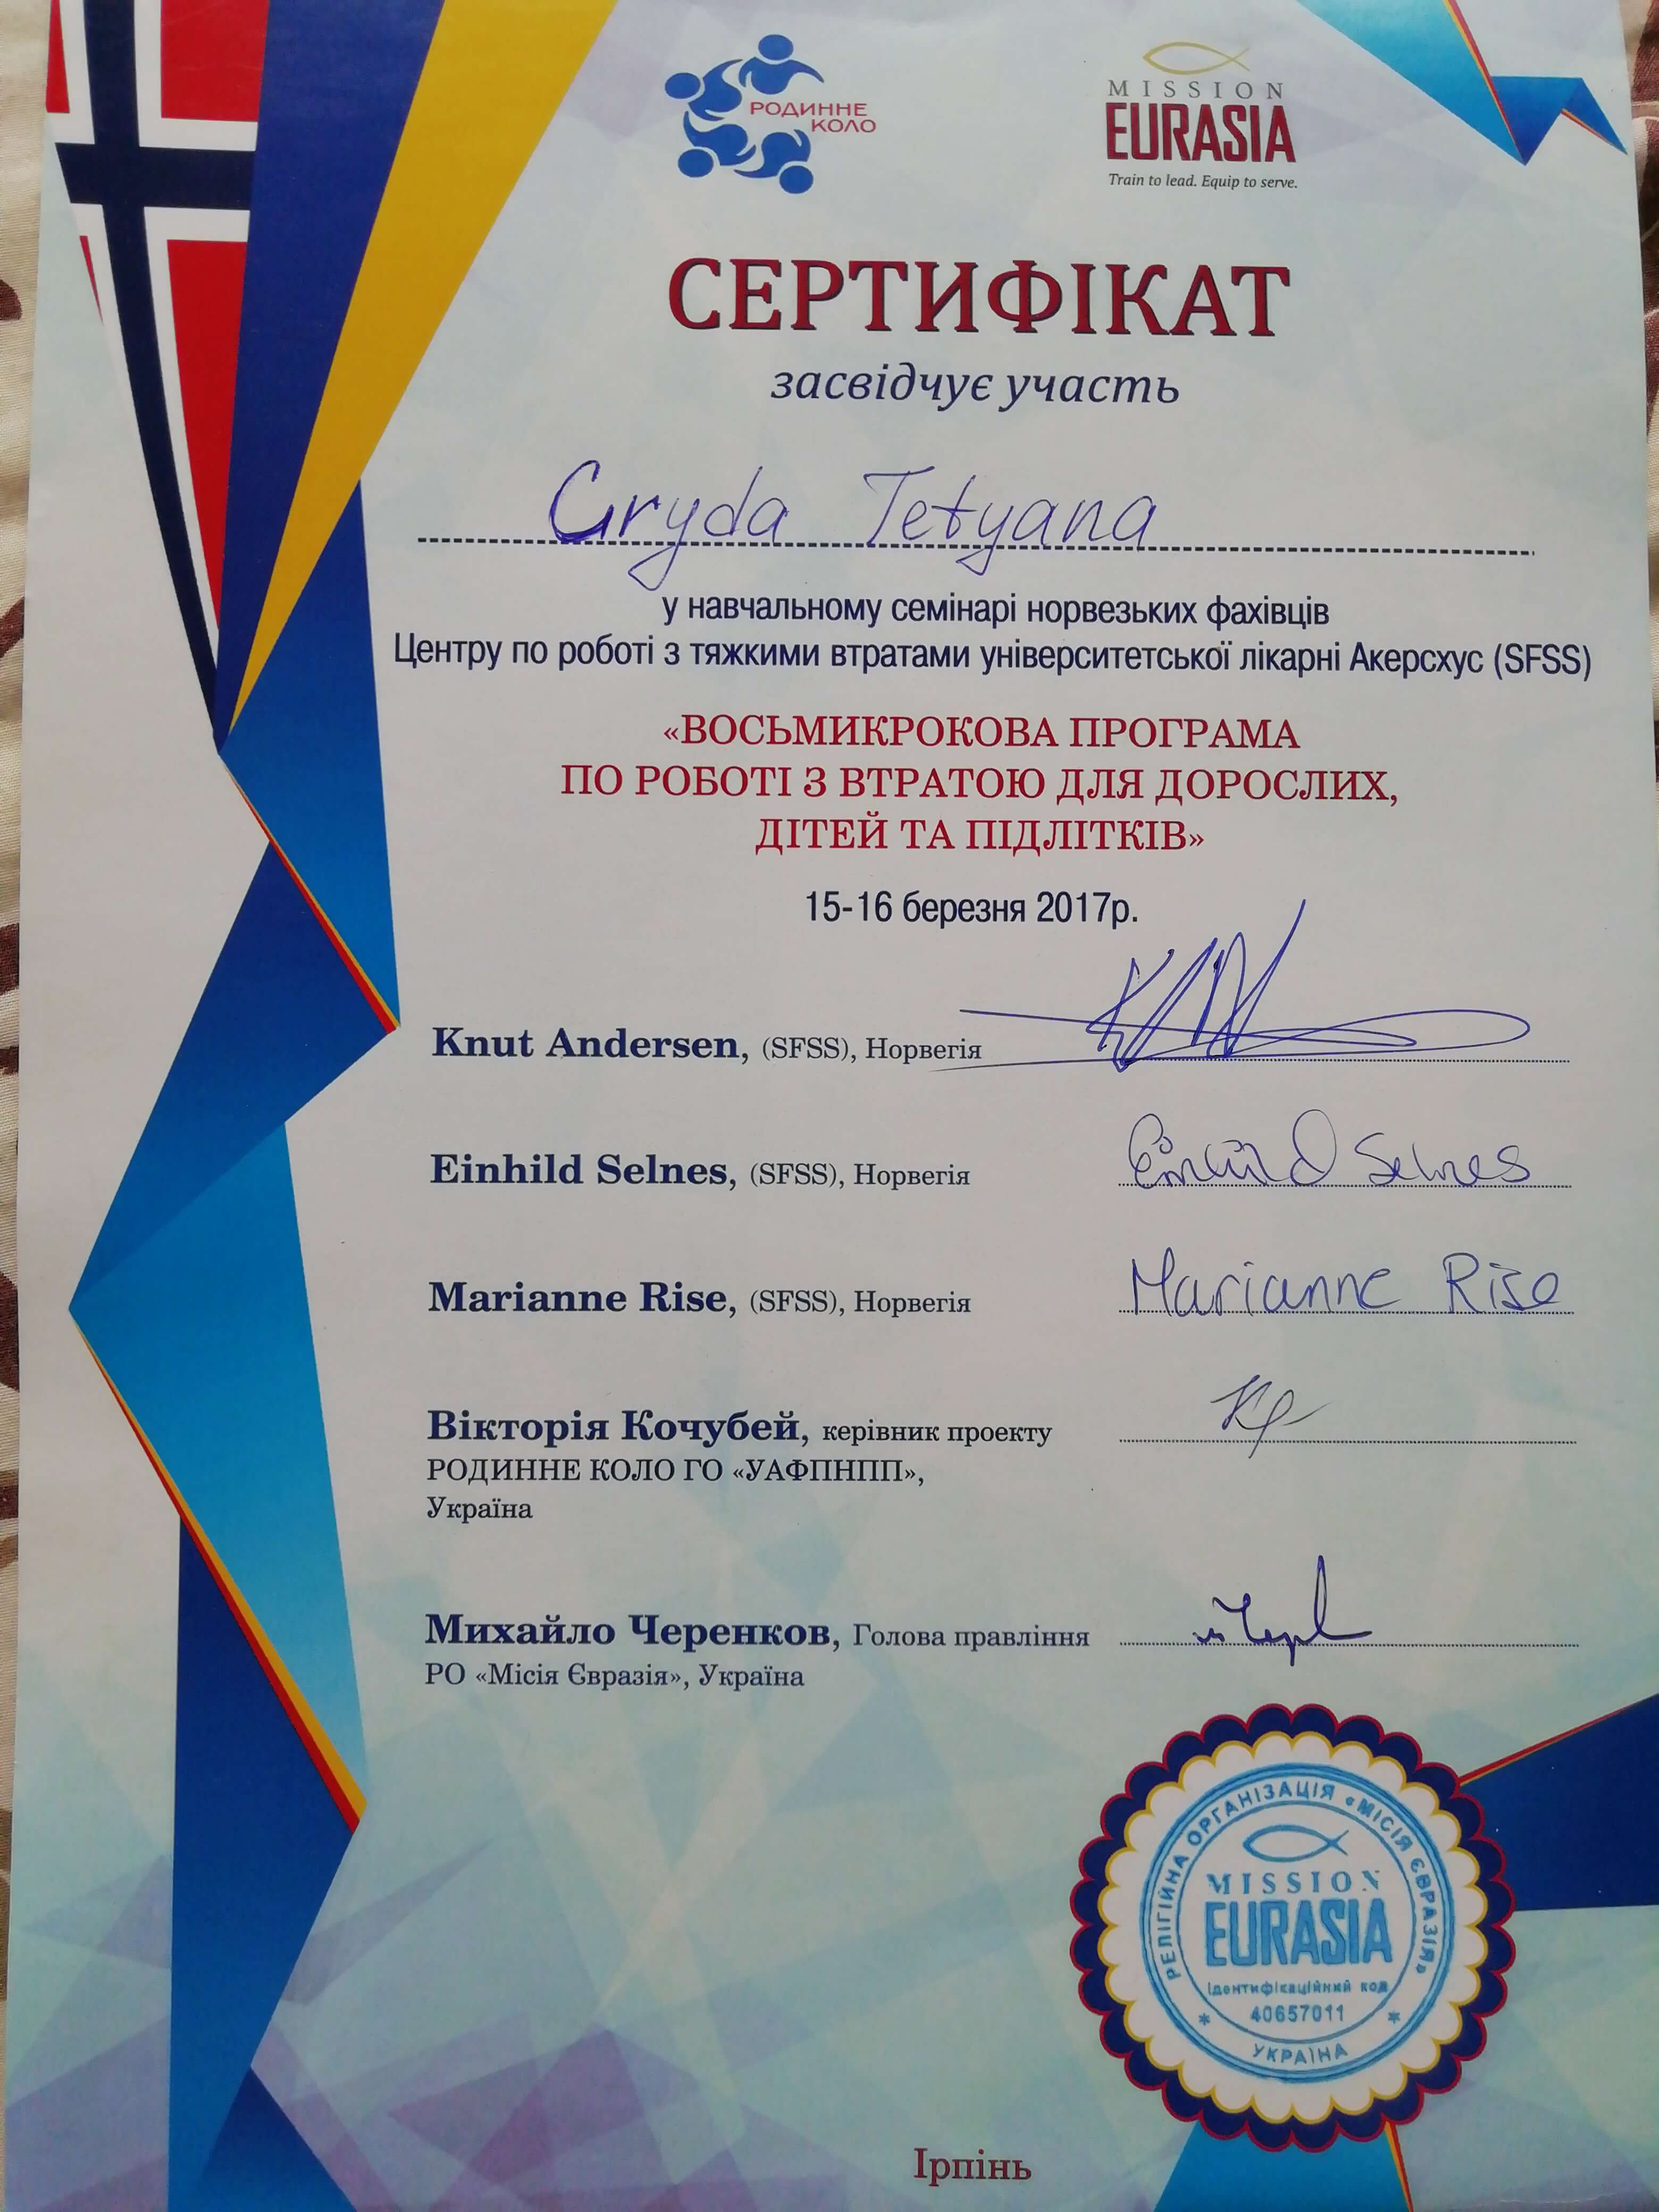 РОДИННЕ
КОЛО
MISSION
EURASIA
Train to lead. Equip to serve.
СЕРТИФІКАТ
засвідчує участь
Gryda Tetyana
у навчальному семінарі норвезьких фахівців
Центру по роботі з тяжкими втратами університетської лікарні Акерсхус (SFSS)
«ВОСЬМИКРОКОВА ПРОГРАМА
ПО РОБОТІ З ВТРАТОЮ ДЛЯ ДОРОСЛИХ,
ДІТЕЙ ТА ПІДЛІТКІВ»
15-16 березня 2017р.
Knut Andersen, (SFSS), Норвегія
Einhild Selnes, (SFSS), Норвегія Einhild Selnes
Marianne Rise, (SFSS), Норвегія Marianne Rise
Вікторія Кочубей, керівник проекту
РОДИННЕ КОЛО ГО «УАФПНПП»,
Україна
Михайло Черенков, Голова правління
РО «Місія Євразія», Україна
РЕЛІГІЙНА ОРГАНІЗАЦІЯ «МІСІЯ ЄВРАЗІЯ»
MISSION
EURASIA
Ідентифікаційний код
* 40657011 *
УКРАЇНА
Ірпінь